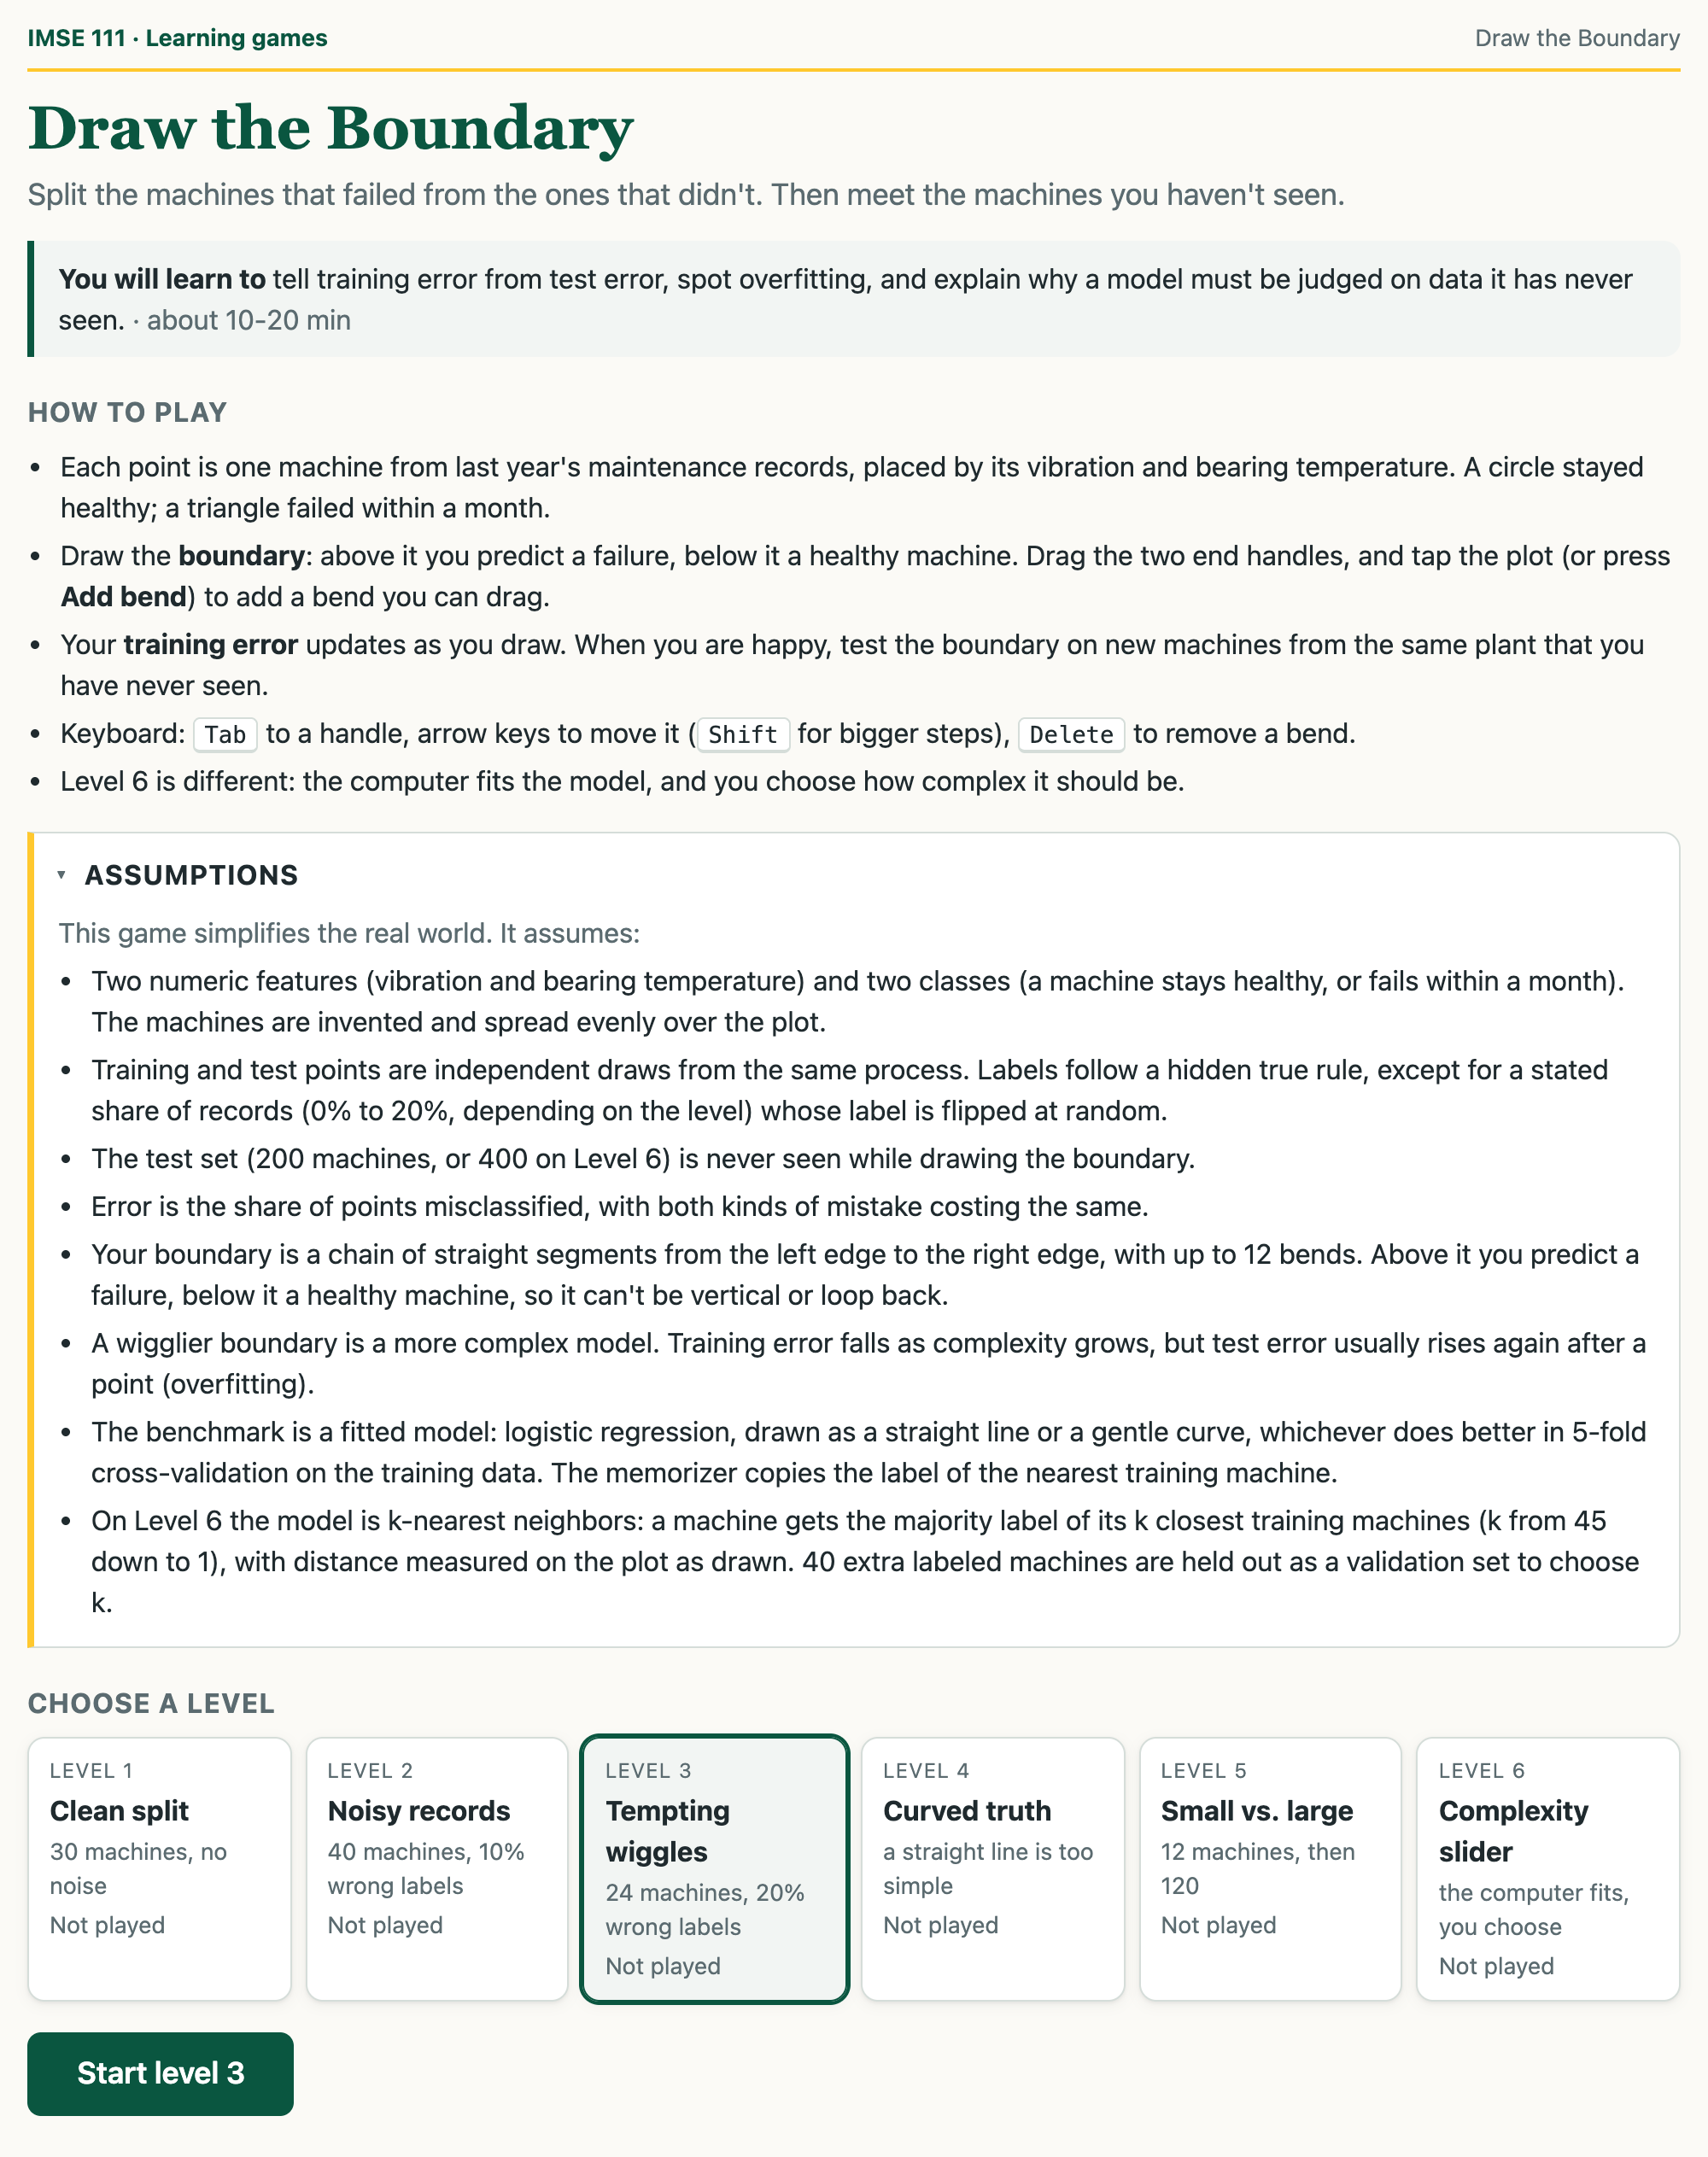 IMSE 111 · Learning games
Draw the Boundary
Draw the Boundary
Split the machines that failed from the ones that didn't. Then meet the machines you haven't seen.
You will learn to tell training error from test error, spot overfitting, and explain why a model must be judged on data it has never
seen. · about 10-20 min
HOW TO PLAY
• Each point is one machine from last year's maintenance records, placed by its vibration and bearing temperature. A circle stayed
healthy; a triangle failed within a month.
• Draw the boundary: above it you predict a failure, below it a healthy machine. Drag the two end handles, and tap the plot (or press
Add bend) to add a bend you can drag.
• Your training error updates as you draw. When you are happy, test the boundary on new machines from the same plant that you
have never seen.
• Keyboard: Tab to a handle, arrow keys to move it (Shift for bigger steps), Delete to remove a bend.
• Level 6 is different: the computer fits the model, and you choose how complex it should be.
▾ ASSUMPTIONS
This game simplifies the real world. It assumes:
• Two numeric features (vibration and bearing temperature) and two classes (a machine stays healthy, or fails within a month).
The machines are invented and spread evenly over the plot.
• Training and test points are independent draws from the same process. Labels follow a hidden true rule, except for a stated
share of records (0% to 20%, depending on the level) whose label is flipped at random.
• The test set (200 machines, or 400 on Level 6) is never seen while drawing the boundary.
• Error is the share of points misclassified, with both kinds of mistake costing the same.
• Your boundary is a chain of straight segments from the left edge to the right edge, with up to 12 bends. Above it you predict a
failure, below it a healthy machine, so it can't be vertical or loop back.
• A wigglier boundary is a more complex model. Training error falls as complexity grows, but test error usually rises again after a
point (overfitting).
• The benchmark is a fitted model: logistic regression, drawn as a straight line or a gentle curve, whichever does better in 5-fold
cross-validation on the training data. The memorizer copies the label of the nearest training machine.
• On Level 6 the model is k-nearest neighbors: a machine gets the majority label of its k closest training machines (k from 45
down to 1), with distance measured on the plot as drawn. 40 extra labeled machines are held out as a validation set to choose
k.
CHOOSE A LEVEL
LEVEL 1
Clean split
30 machines, no
noise
Not played
LEVEL 2
Noisy records
40 machines, 10%
wrong labels
Not played
LEVEL 3
Tempting
wiggles
24 machines, 20%
wrong labels
Not played
LEVEL 4
Curved truth
a straight line is too
simple
Not played
LEVEL 5
Small vs. large
12 machines, then
120
Not played
LEVEL 6
Complexity
slider
the computer fits,
you choose
Not played
Start level 3